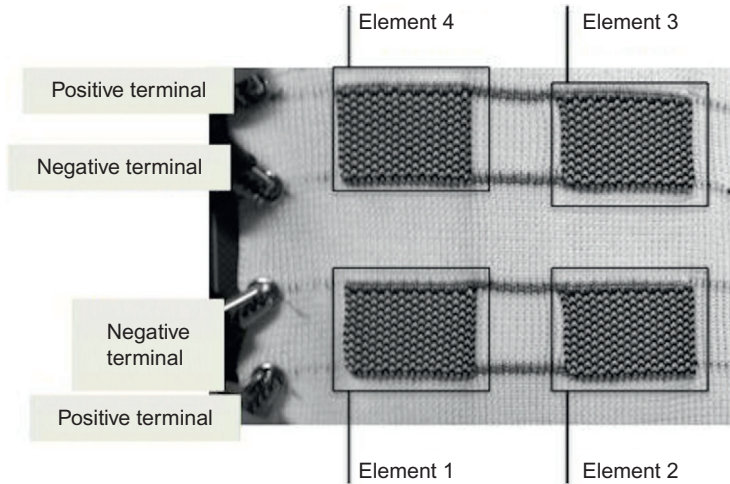 Element 4
Element 3
Positive terminal
Negative terminal
Negative
terminal
Positive terminal
Element 1
Element 2